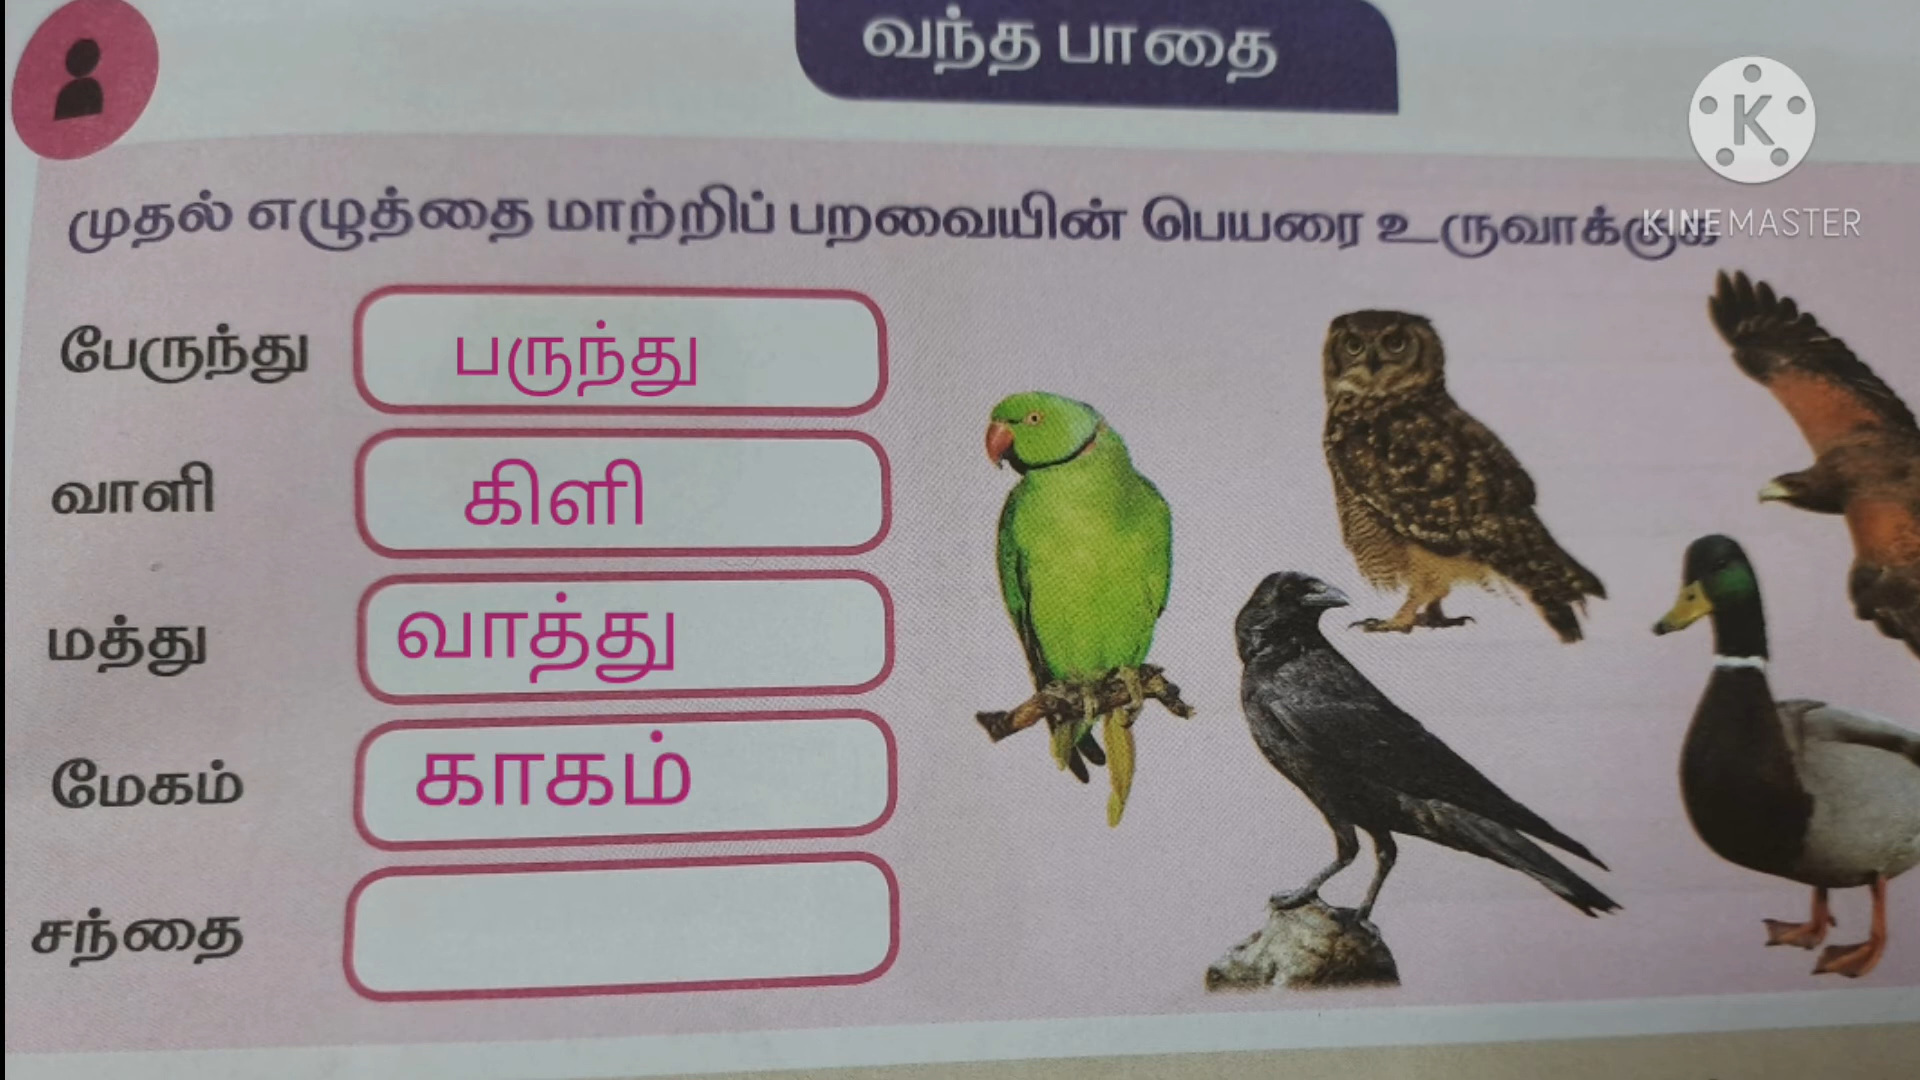 வந்த பாதை
முதல் எழுத்தை மாற்றிப் பறவையின் பெயரை உருவாக்குக
KINEMASTER
பேருந்து பருந்து
வாளி கிளி
மத்து வாத்து
மேகம் காகம்
சந்தை